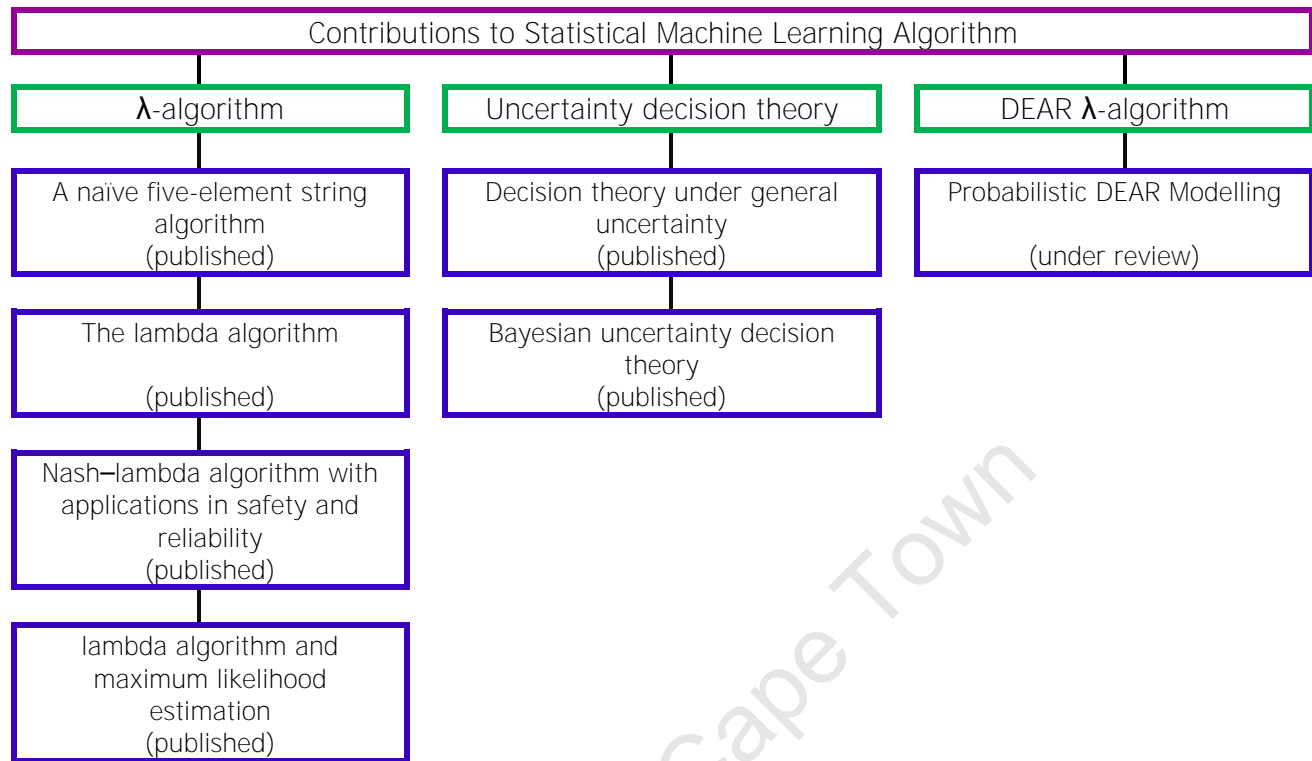 Contributions to Statistical Machine Learning Algorithm
λ-algorithm
A naïve five-element string
algorithm
(published)
The lambda algorithm
(published)
Nash–lambda algorithm with
applications in safety and
reliability
(published)
lambda algorithm and
maximum likelihood
estimation
(published)
Uncertainty decision theory
Decision theory under general
uncertainty
(published)
Bayesian uncertainty decision
theory
(published)
DEAR λ-algorithm
Probabilistic DEAR Modelling
(under review)
Cape Town